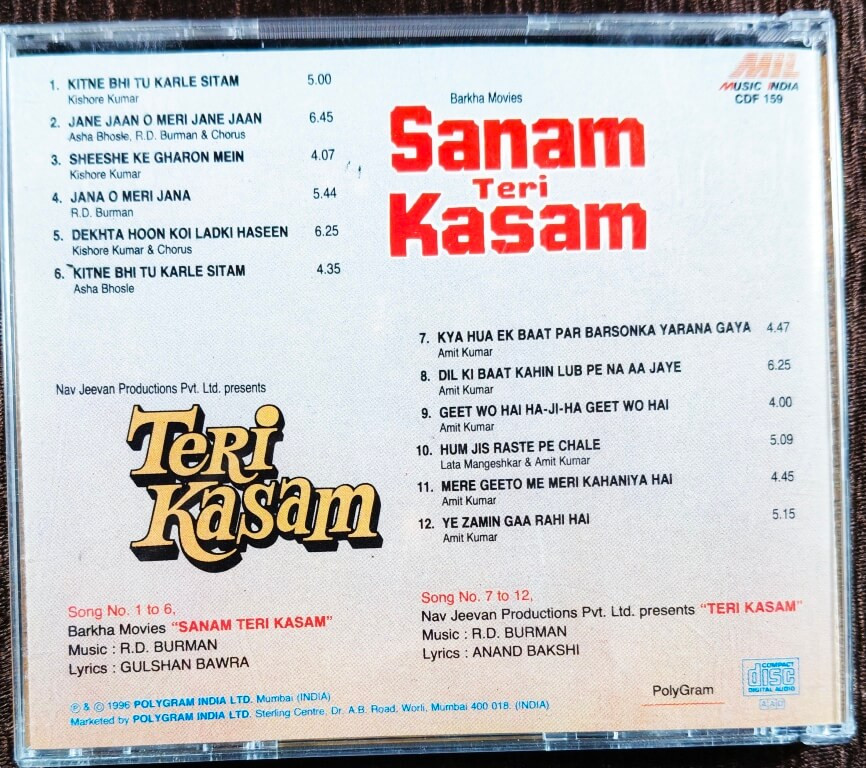 1. KITNE BHI TU KARLE SITAM 5.00
Kishore Kumar
2. JANE JAAN O MERI JANE JAAN 6.45
Asha Bhosle, R.D. Burman & Chorus
3. SHEESHE KE GHARON MEIN 4.07
Kishore Kumar
4. JANA O MERI JANA 5.44
R.D. Burman
5. DEKHTA HOON KOI LADKI HASEEN 6.25
Kishore Kumar & Chorus
6. KITNE BHI TU KARLE SITAM 4.35
Asha Bhosle
MIL
MUSIC INDIA
CDF 159
Barkha Movies
Sanam
Teri
Kasam
Nav Jeevan Productions Pvt. Ltd. presents
TERI
Kasam
7. KYA HUA EK BAAT PAR BARSONKA YARANA GAYA 4.47
Amit Kumar
8. DIL KI BAAT KAHIN LUB PE NA AA JAYE 6.25
Amit Kumar
9. GEET WO HAI HA-JI-HA GEET WO HAI 4.00
Amit Kumar
10. HUM JIS RASTE PE CHALE 5.09
Lata Mangeshkar & Amit Kumar
11. MERE GEETO ME MERI KAHANIYA HAI 4.45
Amit Kumar
12. YE ZAMIN GAA RAHI HAI 5.15
Amit Kumar
Song No. 1 to 6,
Barkha Movies "SANAM TERI KASAM"
Music : R.D. BURMAN
Lyrics : GULSHAN BAWRA
Song No. 7 to 12,
Nav Jeevan Productions Pvt. Ltd. presents "TERI KASAM"
Music : R.D. BURMAN
Lyrics : ANAND BAKSHI
℗ & © 1996 POLYGRAM INDIA LTD. Mumbai (INDIA)
Marketed by POLYGRAM INDIA LTD. Sterling Centre, Dr. A.B. Road, Worli, Mumbai 400 018. (INDIA)
PolyGram
COMPACT
disc
DIGITAL AUDIO
AAD